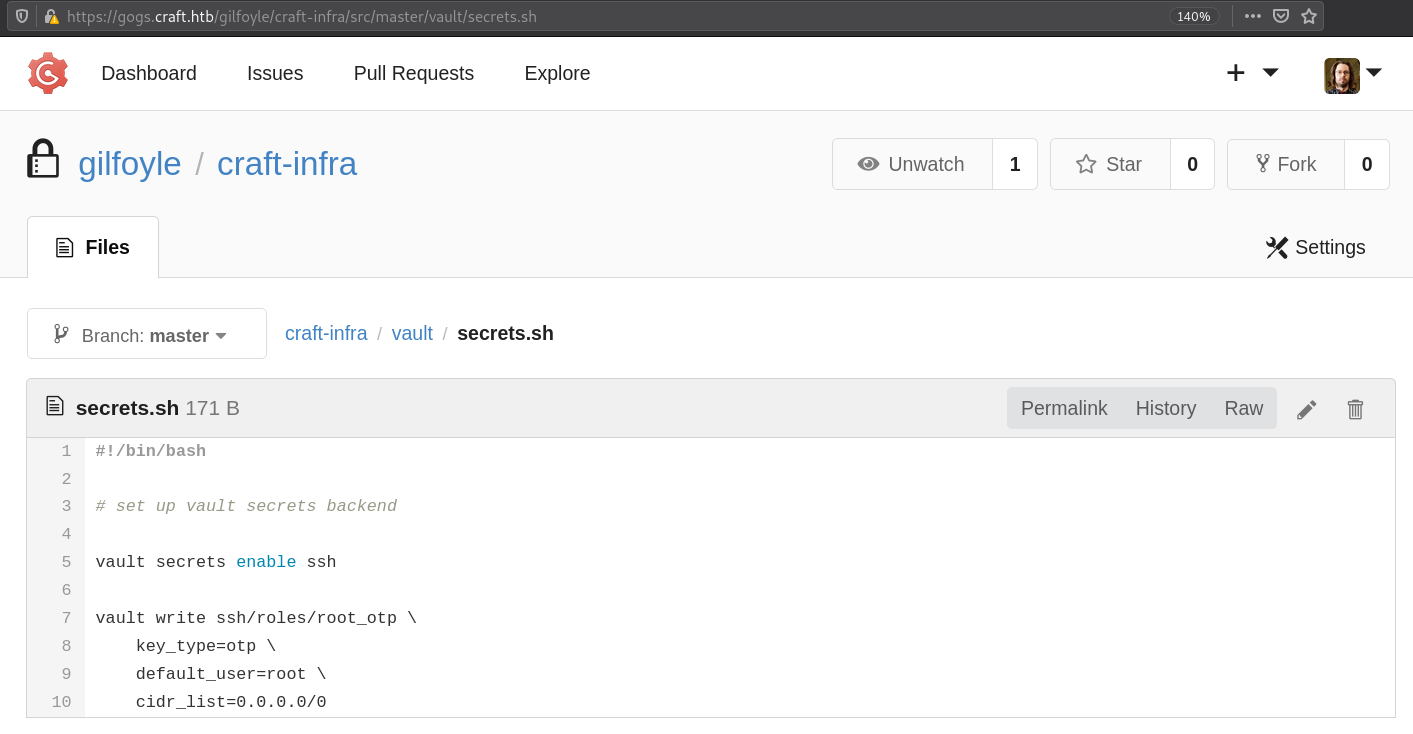 https://gogs.craft.htb/gilfoyle/craft-infra/src/master/vault/secrets.sh 140%
Dashboard Issues Pull Requests Explore
gilfoyle / craft-infra Unwatch 1 Star 0 Fork 0
Files Settings
Branch: master craft-infra / vault / secrets.sh
secrets.sh 171 B Permalink History Raw
1 #!/bin/bash
2
3 # set up vault secrets backend
4
5 vault secrets enable ssh
6
7 vault write ssh/roles/root_otp \
8 key_type=otp \
9 default_user=root \
10 cidr_list=0.0.0.0/0